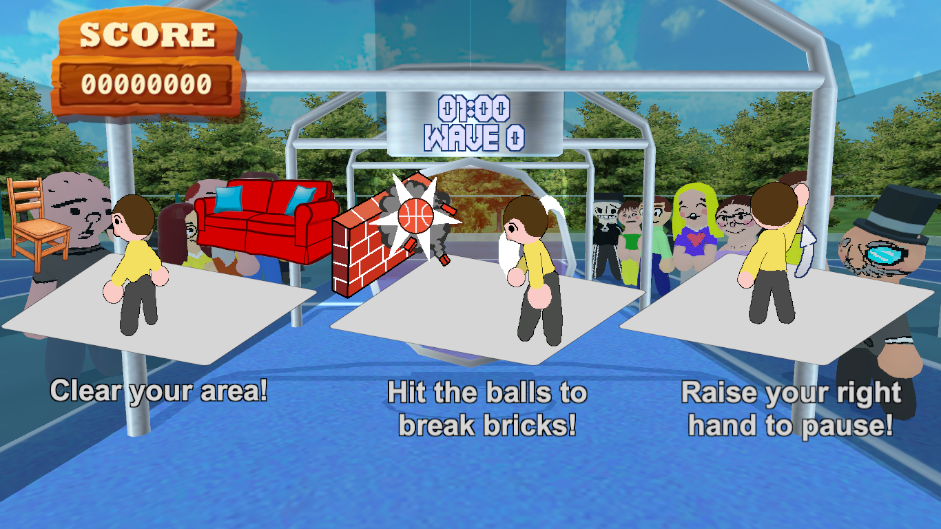 SCORE
00000000
01:00
WAVE 0
Clear your area!
Hit the balls to
break bricks!
Raise your right
hand to pause!